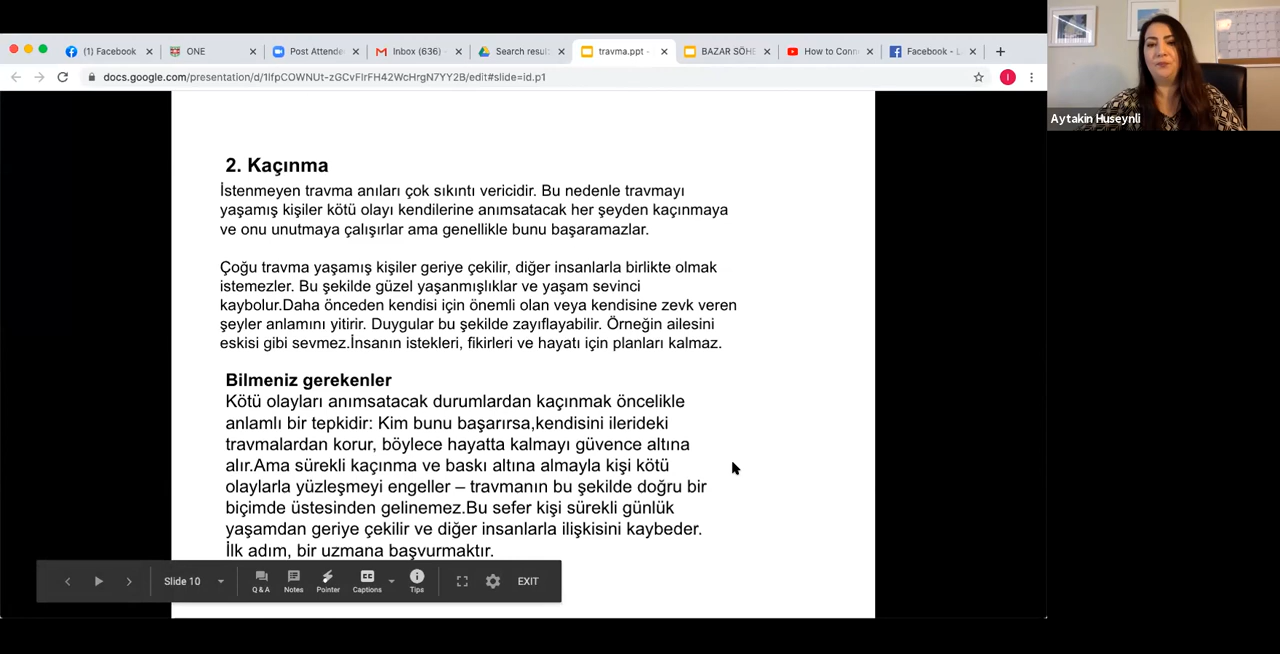 (1) Facebook
ONE
Post Attende
Inbox (636) -
Search resu
travma.ppt -
BAZAR SÖHB
How to Conn
Facebook - L
docs.google.com/presentation/d/
edit#slide=id.p1
Aytakin Huseynli
2. Kaçınma
İstenmeyen travma anıları çok sıkıntı vericidir. Bu nedenle travmayı
yaşamış kişiler kötü olayı kendilerine anımsatacak her şeyden kaçınmaya
ve onu unutmaya çalışırlar ama genellikle bunu başaramazlar.
Çoğu travma yaşamış kişiler geriye çekilir, diğer insanlarla birlikte olmak
istemezler. Bu şekilde güzel yaşanmışlıklar ve yaşam sevinci
kaybolur.Daha önceden kendisi için önemli olan veya kendisine zevk veren
şeyler anlamını yitirir. Duygular bu şekilde zayıflayabilir. Örneğin ailesini
eskisi gibi sevmez.İnsanın istekleri, fikirleri ve hayatı için planları kalmaz.
Bilmeniz gerekenler
Kötü olayları anımsatacak durumlardan kaçınmak öncelikle
anlamlı bir tepkidir: Kim bunu başarırsa,kendisini ilerideki
travmalardan korur, böylece hayatta kalmayı güvence altına
alır.Ama sürekli kaçınma ve baskı altına almayla kişi kötü
olaylarla yüzleşmeyi engeller – travmanın bu şekilde doğru bir
biçimde üstesinden gelinemez.Bu sefer kişi sürekli günlük
yaşamdan geriye çekilir ve diğer insanlarla ilişkisini kaybeder.
İlk adım, bir uzmana başvurmaktır.
Slide 10
Q & A
Notes
Pointer
Captions
Tips
EXIT